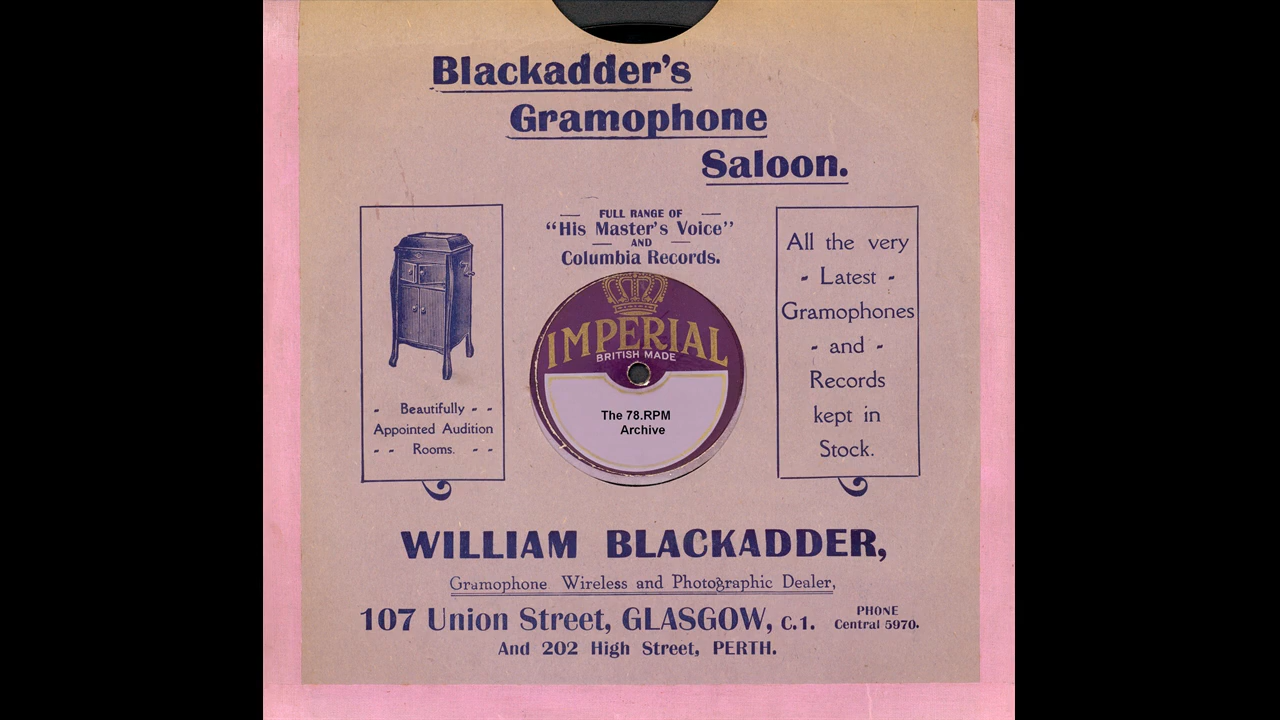 Blackadder's
Gramophone
Saloon.
FULL RANGE OF
"His Master's Voice"
AND
Columbia Records.
IMPERIAL
BRITISH MADE
The 78.RPM
Archive
- Beautifully - -
Appointed Audition
- - Rooms. - -
All the very
- Latest -
Gramophones
- and -
Records
kept in
Stock.
WILLIAM BLACKADDER,
Gramophone Wireless and Photographic Dealer,
107 Union Street, GLASGOW, C.1.
PHONE
Central 5970.
And 202 High Street, PERTH.